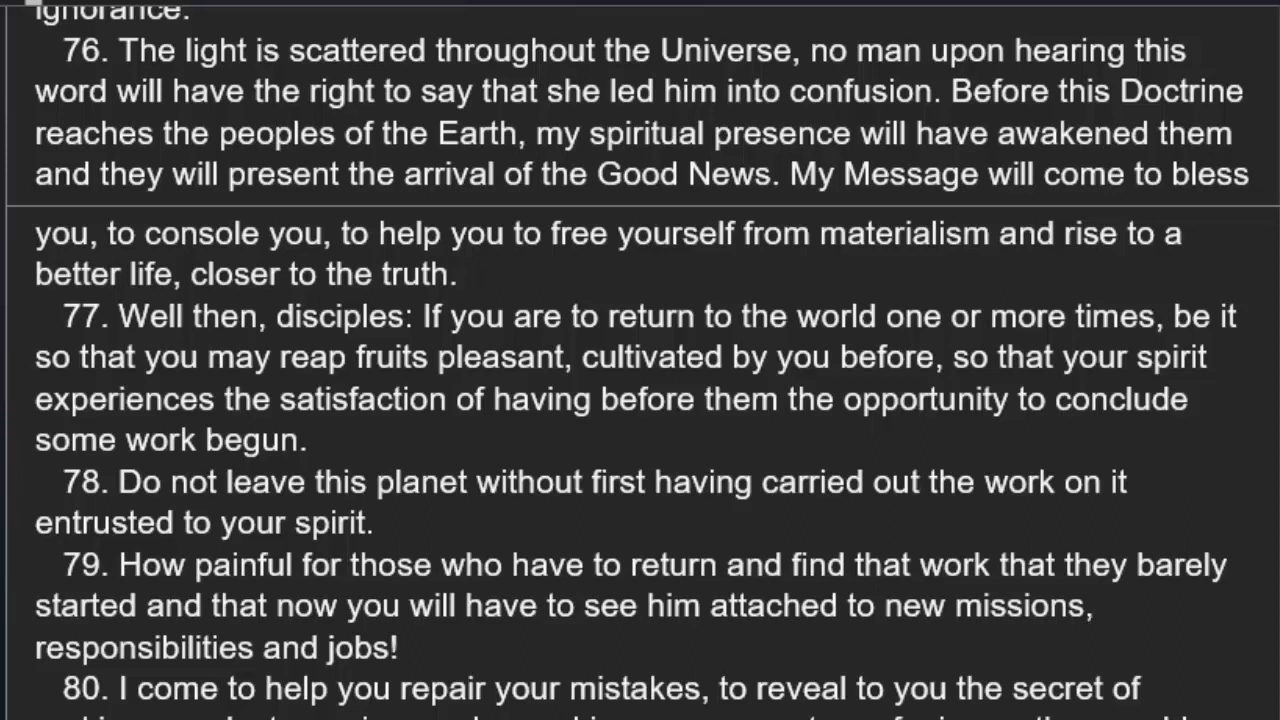 ignorance.
76. The light is scattered throughout the Universe, no man upon hearing this
word will have the right to say that she led him into confusion. Before this Doctrine
reaches the peoples of the Earth, my spiritual presence will have awakened them
and they will present the arrival of the Good News. My Message will come to bless
you, to console you, to help you to free yourself from materialism and rise to a
better life, closer to the truth.
77. Well then, disciples: If you are to return to the world one or more times, be it
so that you may reap fruits pleasant, cultivated by you before, so that your spirit
experiences the satisfaction of having before them the opportunity to conclude
some work begun.
78. Do not leave this planet without first having carried out the work on it
entrusted to your spirit.
79. How painful for those who have to return and find that work that they barely
started and that now you will have to see him attached to new missions,
responsibilities and jobs!
80. I come to help you repair your mistakes, to reveal to you the secret of